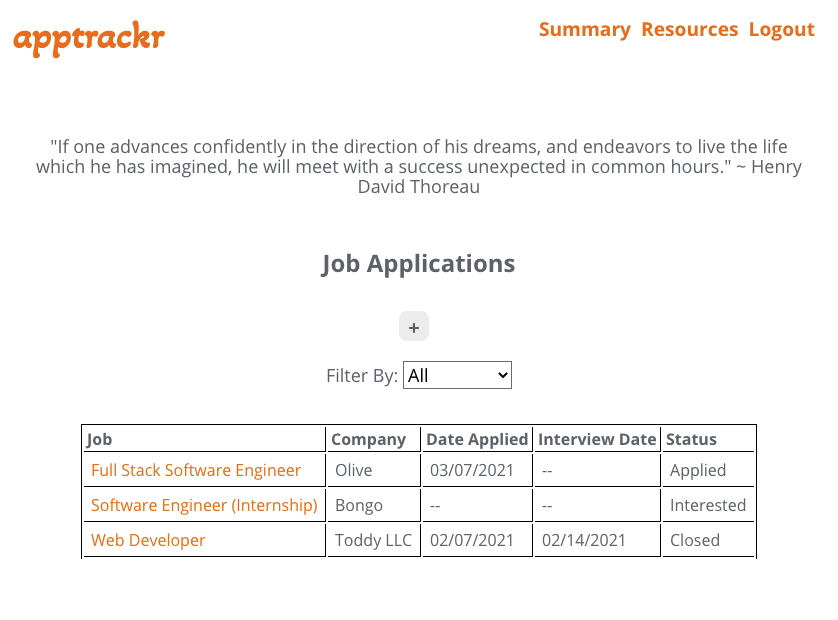 apptrackr
Summary Resources Logout
"If one advances confidently in the direction of his dreams, and endeavors to live the life
which he has imagined, he will meet with a success unexpected in common hours." ~ Henry
David Thoreau
Job Applications
+
Filter By: All
Job Company Date Applied Interview Date Status
Full Stack Software Engineer Olive 03/07/2021 -- Applied
Software Engineer (Internship) Bongo -- -- Interested
Web Developer Toddy LLC 02/07/2021 02/14/2021 Closed